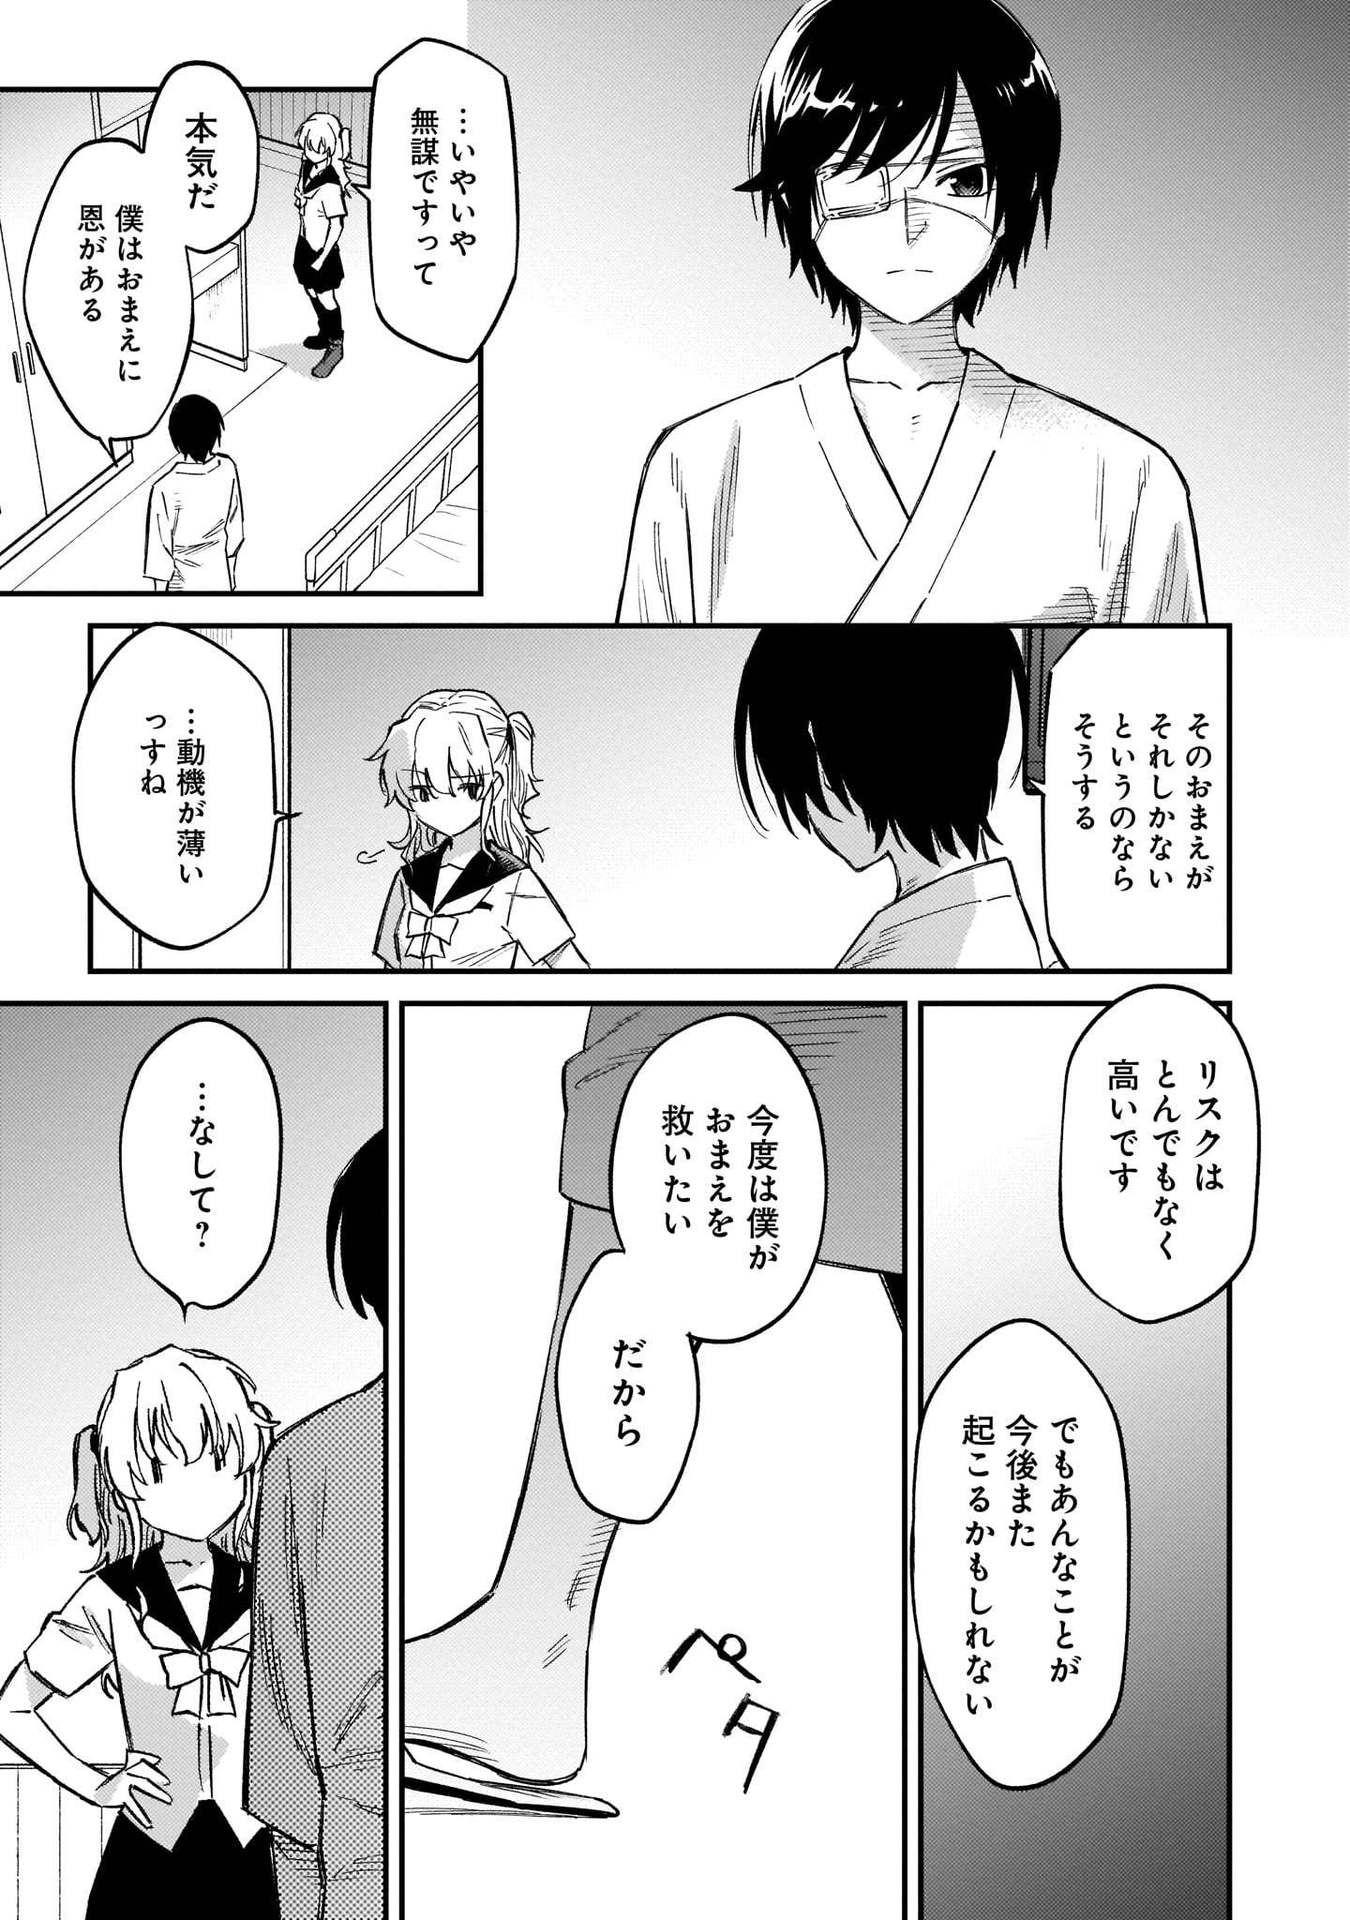 …いやいや
無謀ですって
本気だ
僕はおまえに
恩がある
そのおまえが
それしかない
というのなら
そうする
…動機が薄い
っすね
リスクは
とんでもなく
高いです
でもあんなことが
今後また
起こるかもしれない
今度は僕が
おまえを
救いたい
だから
ペタ
…なして？